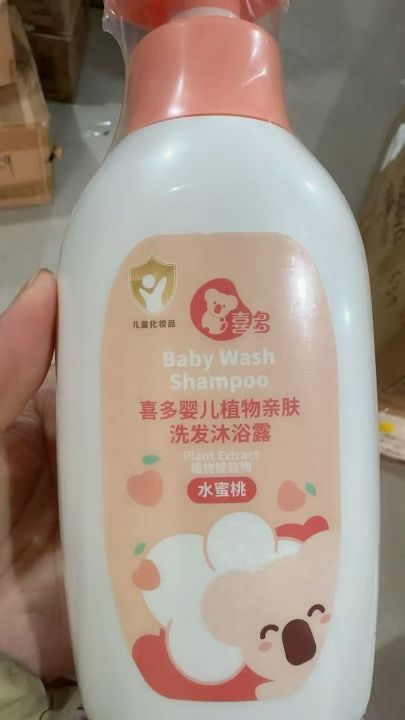 儿童化妆品
喜多
Baby Wash
Shampoo
喜多婴儿植物亲肤
洗发沐浴露
Plant Extract
植物提取物
水蜜桃